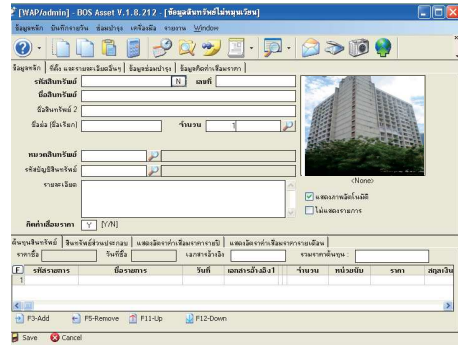 [WAP/admin] - BOS Asset V.1.8.212 - [ข้อมูลสินทรัพย์ไม่หมุนเวียน]
ข้อมูลหลัก บันทึกรายวัน ซ่อมบำรุง เครื่องมือ รายงาน Window
ข้อมูลหลัก ที่ตั้ง และรายละเอียดอื่นๆ ข้อมูลซ่อมบำรุง ข้อมูลคิดค่าเสื่อมราคา
รหัสสินทรัพย์ N เลขที่
ชื่อสินทรัพย์
ชื่อสินทรัพย์ 2
ชื่อย่อ (ชื่อเรียก) จำนวน 1
หมวดสินทรัพย์
รหัสบัญชีสินทรัพย์
รายละเอียด
<None>
แสดงภาพอัตโนมัติ
ไม่แสดงรายการ
คิดค่าเสื่อมราคา Y [Y/N]
ต้นทุนสินทรัพย์ สินทรัพย์ส่วนประกอบ แสดงอัตราค่าเสื่อมราคารายปี แสดงอัตราค่าเสื่อมราคารายเดือน
ราคาซื้อ วันที่ซื้อ เอกสารอ้างอิง รวมราคาต้นทุน :
F รหัสรายการ ชื่อรายการ วันที่ เอกสารอ้างอิง1 จำนวน หน่วยนับ ราคา สกุลเงิน
1
F3-Add F5-Remove F11-Up F12-Down
Save Cancel